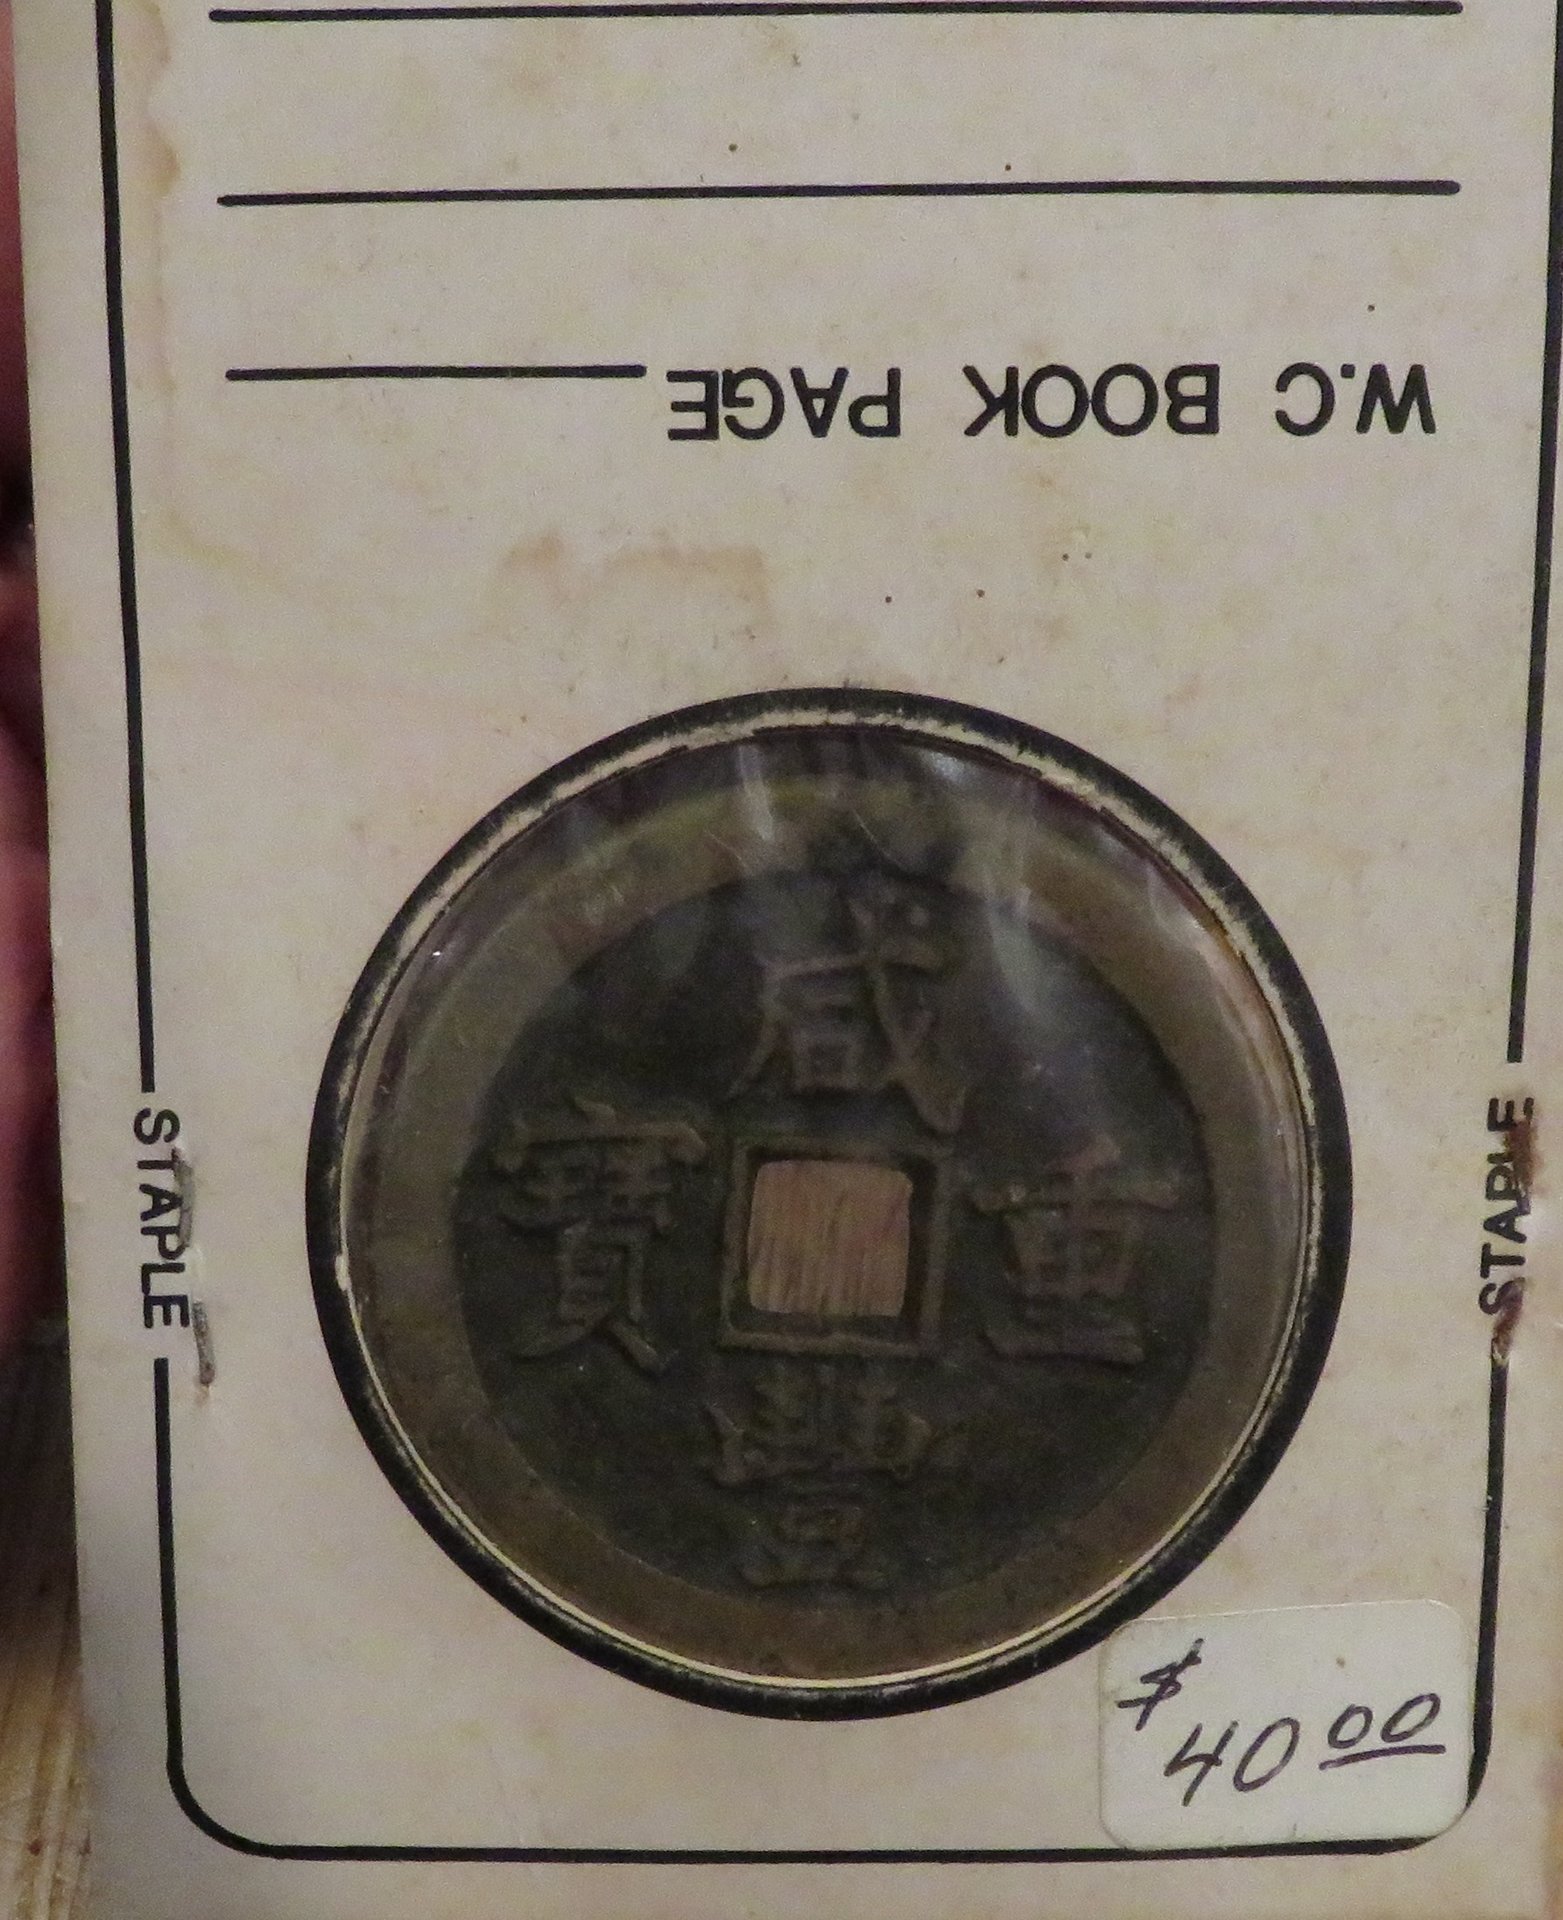 W.C BOOK PAGE
咸
豐
重
寶
STAPLE
STAPLE
$40.00